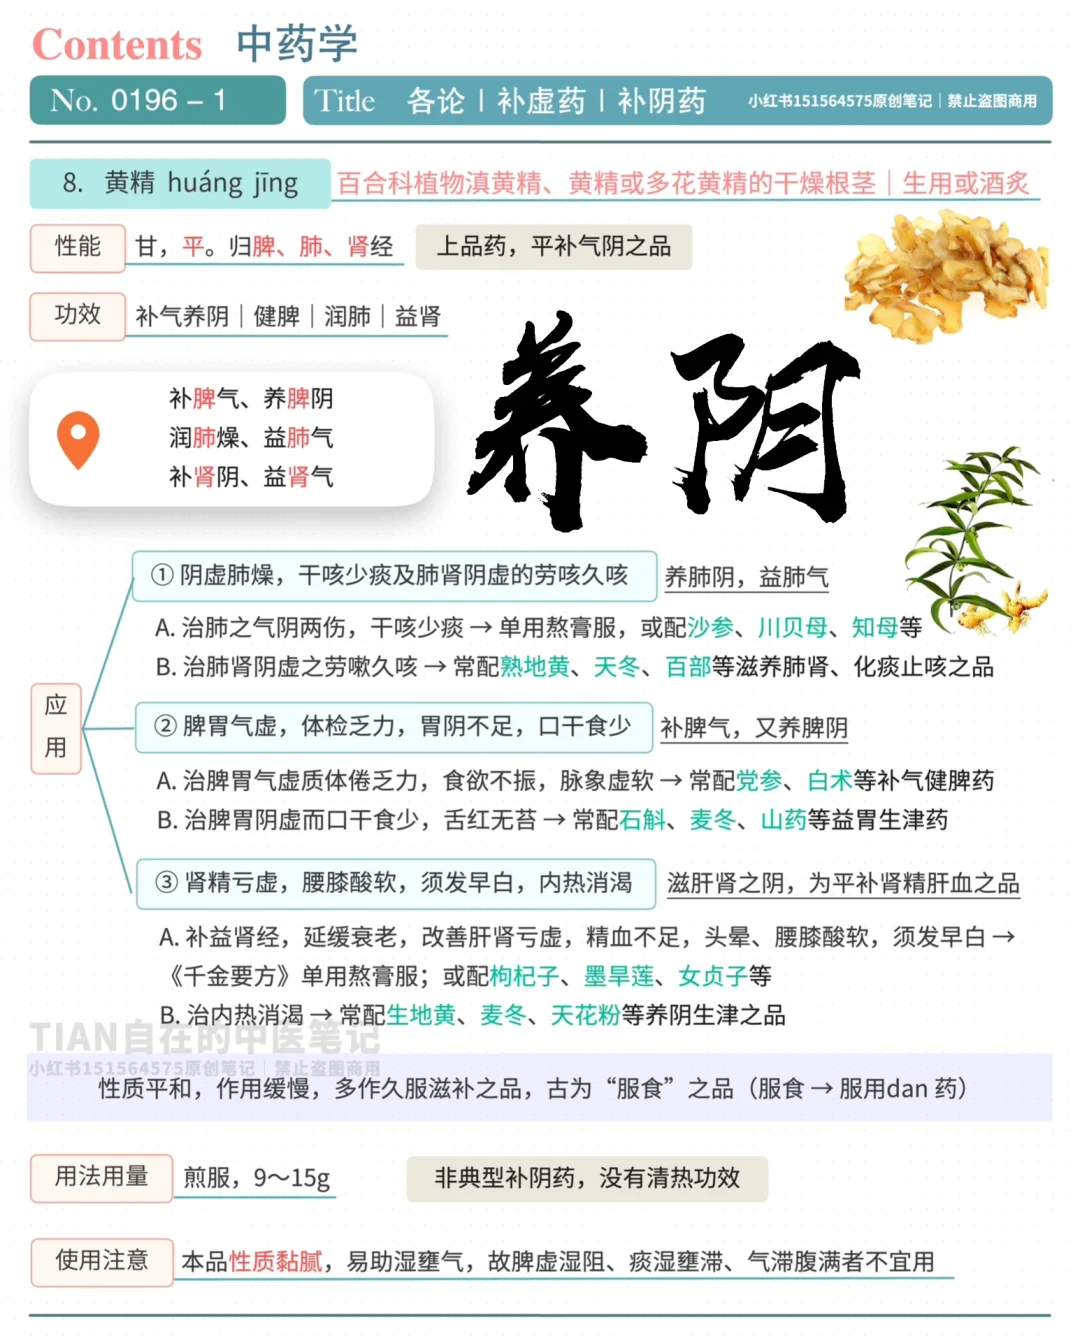 Contents 中药学
No. 0196 – 1
Title 各论 | 补虚药 | 补阴药 小红书151564575原创笔记 | 禁止盗图商用
8. 黄精 huáng jīng 百合科植物滇黄精、黄精或多花黄精的干燥根茎｜生用或酒炙
性能 甘，平。归脾、肺、肾经 上品药，平补气阴之品
功效 补气养阴｜健脾｜润肺｜益肾
补脾气、养脾阴
润肺燥、益肺气
补肾阴、益肾气
养阴
应用
① 阴虚肺燥，干咳少痰及肺肾阴虚的劳咳久咳 养肺阴，益肺气
A. 治肺之气阴两伤，干咳少痰 → 单用熬膏服，或配沙参、川贝母、知母等
B. 治肺肾阴虚之劳嗽久咳 → 常配熟地黄、天冬、百部等滋养肺肾、化痰止咳之品
② 脾胃气虚，体检乏力，胃阴不足，口干食少 补脾气，又养脾阴
A. 治脾胃气虚质体倦乏力，食欲不振，脉象虚软 → 常配党参、白术等补气健脾药
B. 治脾胃阴虚而口干食少，舌红无苔 → 常配石斛、麦冬、山药等益胃生津药
③ 肾精亏虚，腰膝酸软，须发早白，内热消渴 滋肝肾之阴，为平补肾精肝血之品
A. 补益肾经，延缓衰老，改善肝肾亏虚，精血不足，头晕、腰膝酸软，须发早白 →
《千金要方》单用熬膏服；或配枸杞子、墨旱莲、女贞子等
B. 治内热消渴 → 常配生地黄、麦冬、天花粉等养阴生津之品
TIAN自在的中医笔记
小红书151564575原创笔记｜禁止盗图商用
性质平和，作用缓慢，多作久服滋补之品，古为“服食”之品（服食 → 服用dan 药）
用法用量 煎服，9～15g 非典型补阴药，没有清热功效
使用注意 本品性质黏腻，易助湿壅气，故脾虚湿阻、痰湿壅滞、气滞腹满者不宜用